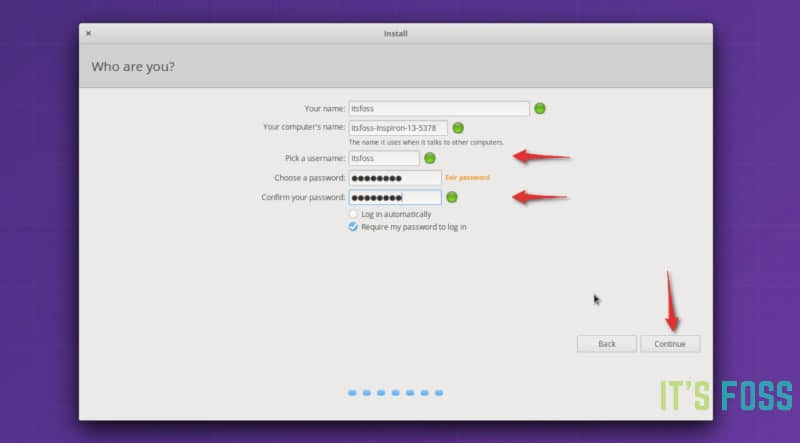 Install
Who are you?
Your name: itsfoss
Your computer's name: itsfoss-Inspiron-13-5378
The name it uses when it talks to other computers.
Pick a username: itsfoss
Choose a password: ●●●●●●●● Fair password
Confirm your password: ●●●●●●●●
Log in automatically
Require my password to log in
Back Continue
IT'S FOSS